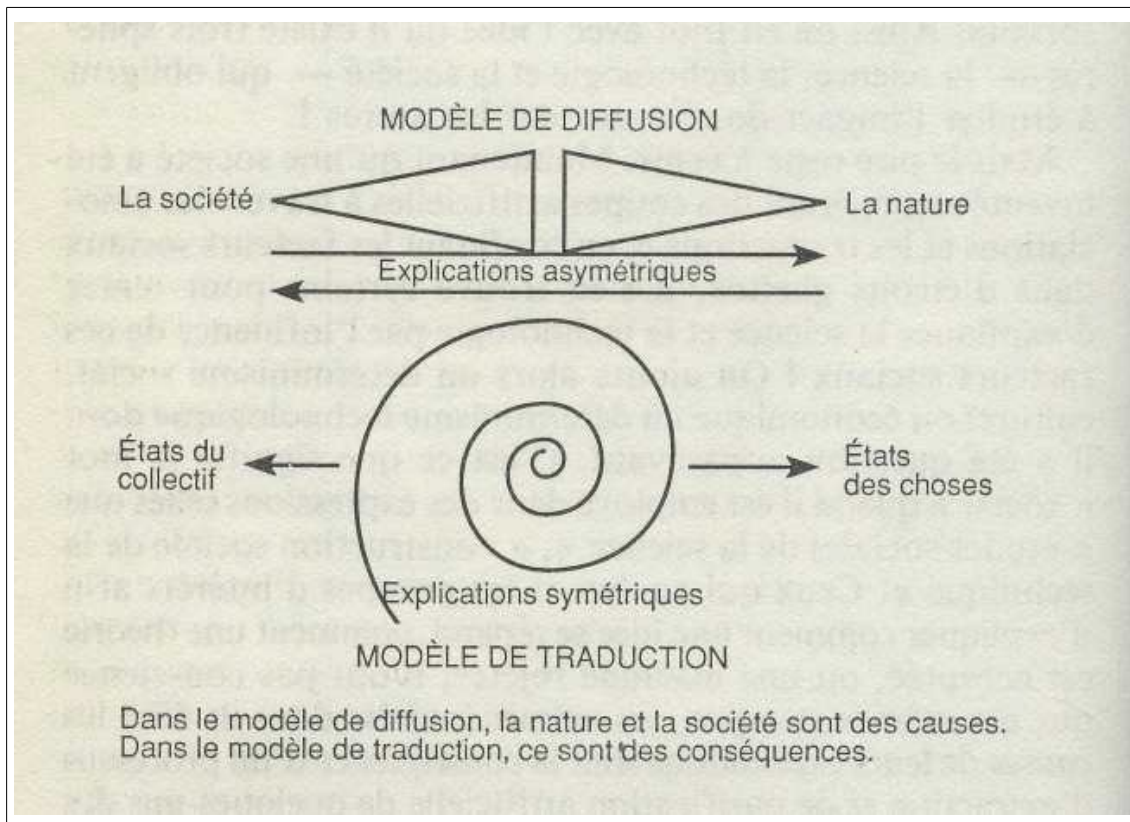 MODÈLE DE DIFFUSION
La société
La nature
Explications asymétriques
États du
collectif
États
des choses
Explications symétriques
MODÈLE DE TRADUCTION
Dans le modèle de diffusion, la nature et la société sont des causes.
Dans le modèle de traduction, ce sont des conséquences.